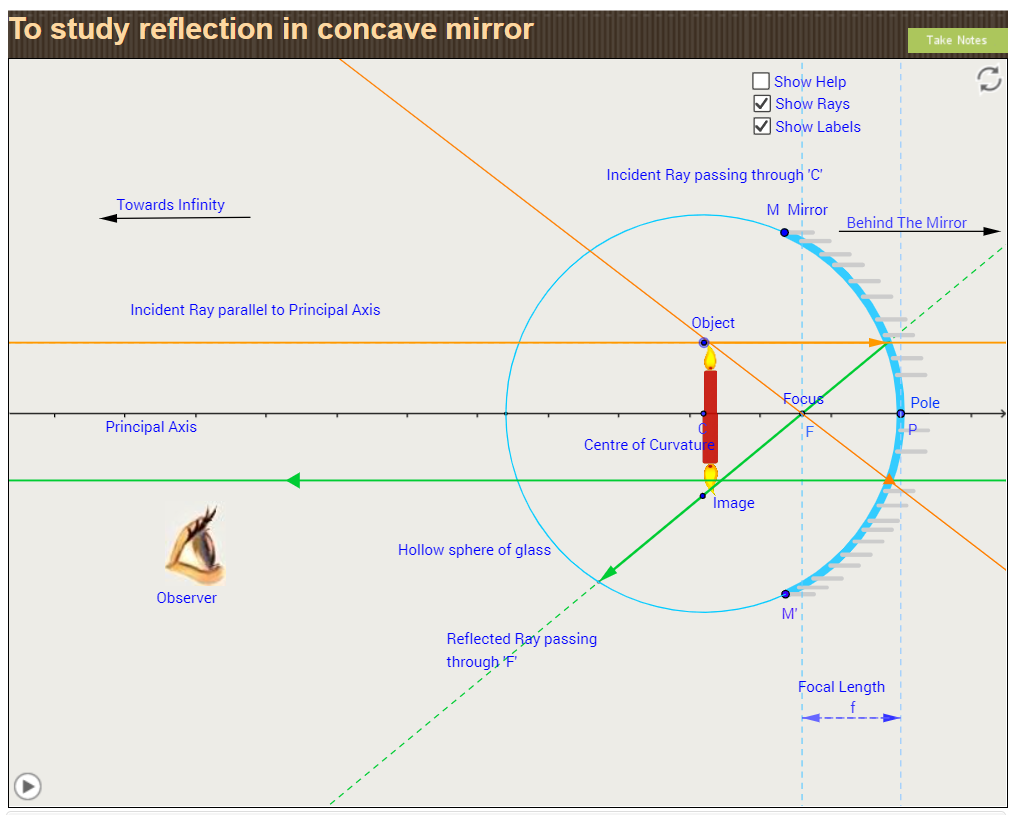 To study reflection in concave mirror
Take Notes
Show Help
Show Rays
Show Labels
Incident Ray passing through 'C'
Towards Infinity
M Mirror
Behind The Mirror
Incident Ray parallel to Principal Axis
Object
Focus
Pole
Principal Axis
C
F
P
Centre of Curvature
Image
Hollow sphere of glass
Observer
M'
Reflected Ray passing
through 'F'
Focal Length
f